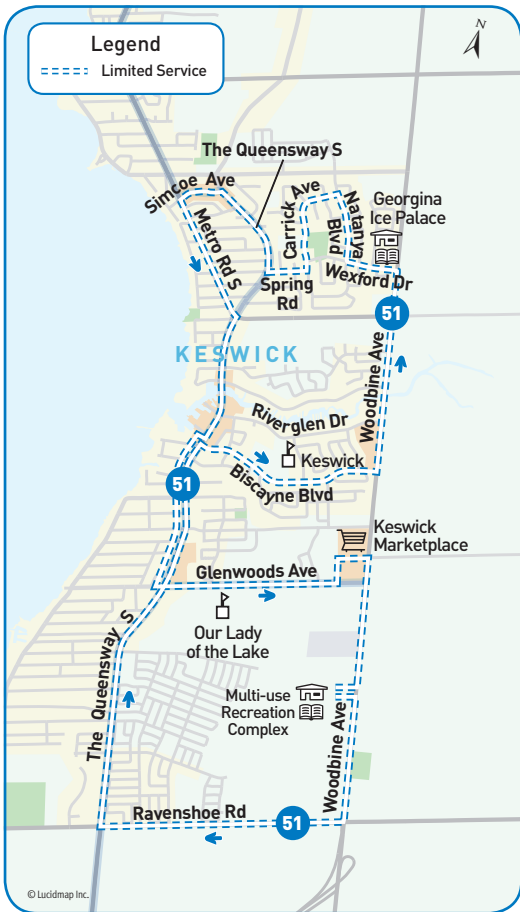 N
Legend
Limited Service
The Queensway S
Simcoe Ave
Carrick Ave
Natanya
Blvd
Georgina
Ice Palace
Metro Rd S
Spring
Rd
Wexford Dr
51
KESWICK
Woodbine Ave
Riverglen Dr
Keswick
Biscayne Blvd
51
Keswick
Marketplace
Glenwoods Ave
Our Lady
of the Lake
The Queensway S
Multi-use
Recreation
Complex
Woodbine Ave
Ravenshoe Rd
51
© Lucidmap Inc.